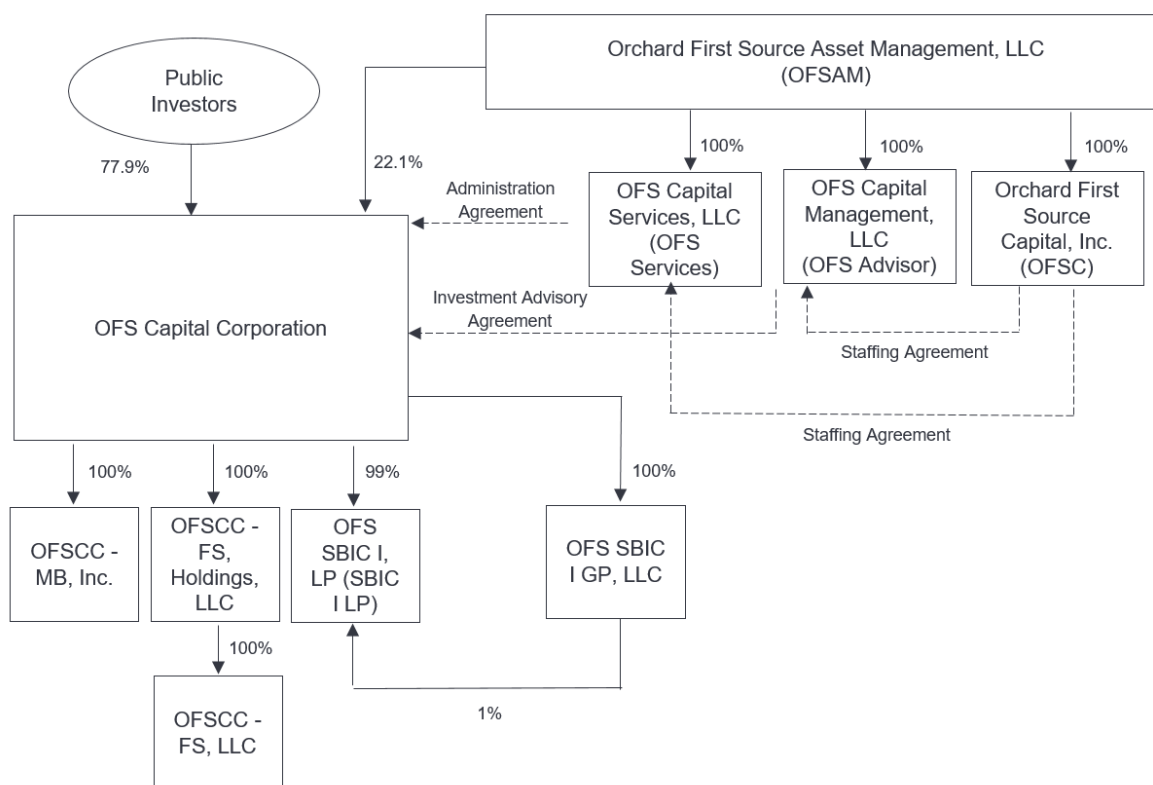 Orchard First Source Asset Management, LLC
(OFSAM)
Public
Investors
77.9%
22.1%
100%
100%
100%
Administration
Agreement
OFS Capital
Services, LLC
(OFS
Services)
OFS Capital
Management,
LLC
(OFS Advisor)
Orchard First
Source
Capital, Inc.
(OFSC)
OFS Capital Corporation
Investment Advisory
Agreement
Staffing Agreement
Staffing Agreement
100%
100%
99%
100%
OFSCC -
MB, Inc.
OFSCC -
FS,
Holdings,
LLC
OFS
SBIC I,
LP (SBIC
I LP)
OFS SBIC
I GP, LLC
100%
1%
OFSCC -
FS, LLC